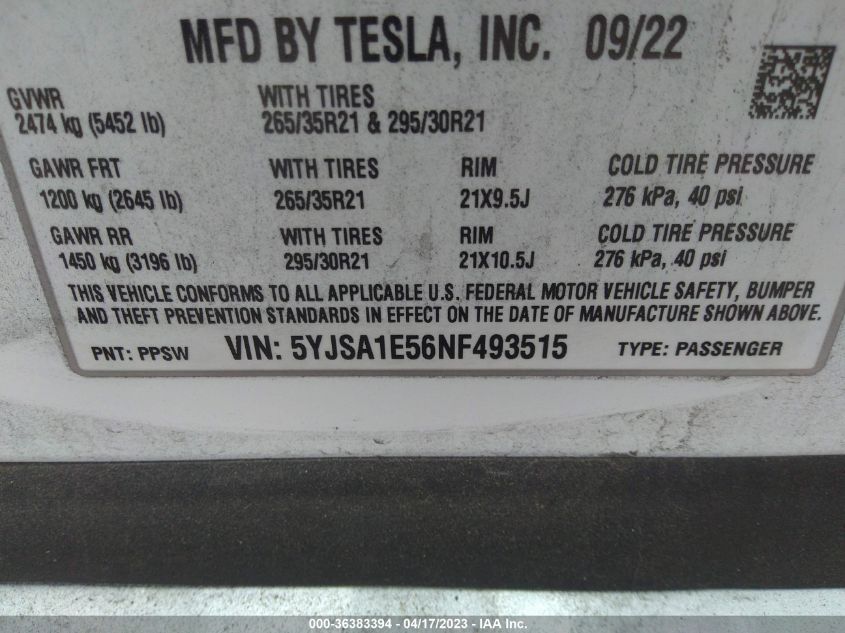 MFD BY TESLA, INC. 09/22
GVWR WITH TIRES
2474 kg (5452 lb) 265/35R21 & 295/30R21
GAWR FRT WITH TIRES RIM COLD TIRE PRESSURE
1200 kg (2645 lb) 265/35R21 21X9.5J 276 kPa, 40 psi
GAWR RR WITH TIRES RIM COLD TIRE PRESSURE
1450 kg (3196 lb) 295/30R21 21X10.5J 276 kPa, 40 psi
THIS VEHICLE CONFORMS TO ALL APPLICABLE U.S. FEDERAL MOTOR VEHICLE SAFETY, BUMPER
AND THEFT PREVENTION STANDARDS IN EFFECT ON THE DATE OF MANUFACTURE SHOWN ABOVE.
PNT: PPSW VIN: 5YJSA1E56NF493515 TYPE: PASSENGER
000-36383394 - 04/17/2023 - © IAA, Inc.